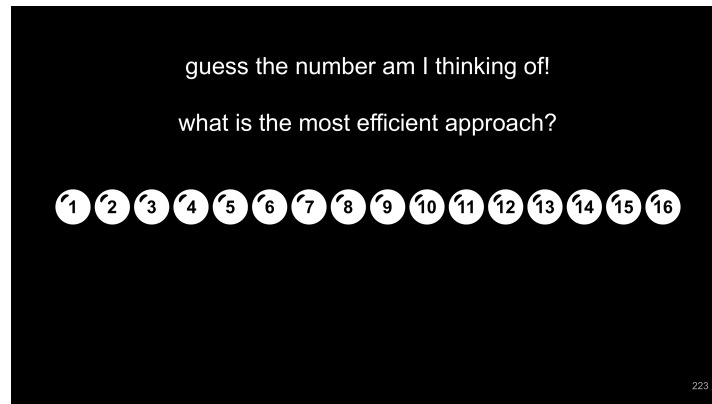 guess the number am I thinking of!
what is the most efficient approach?
1 2 3 4 5 6 7 8 9 10 11 12 13 14 15 16
223